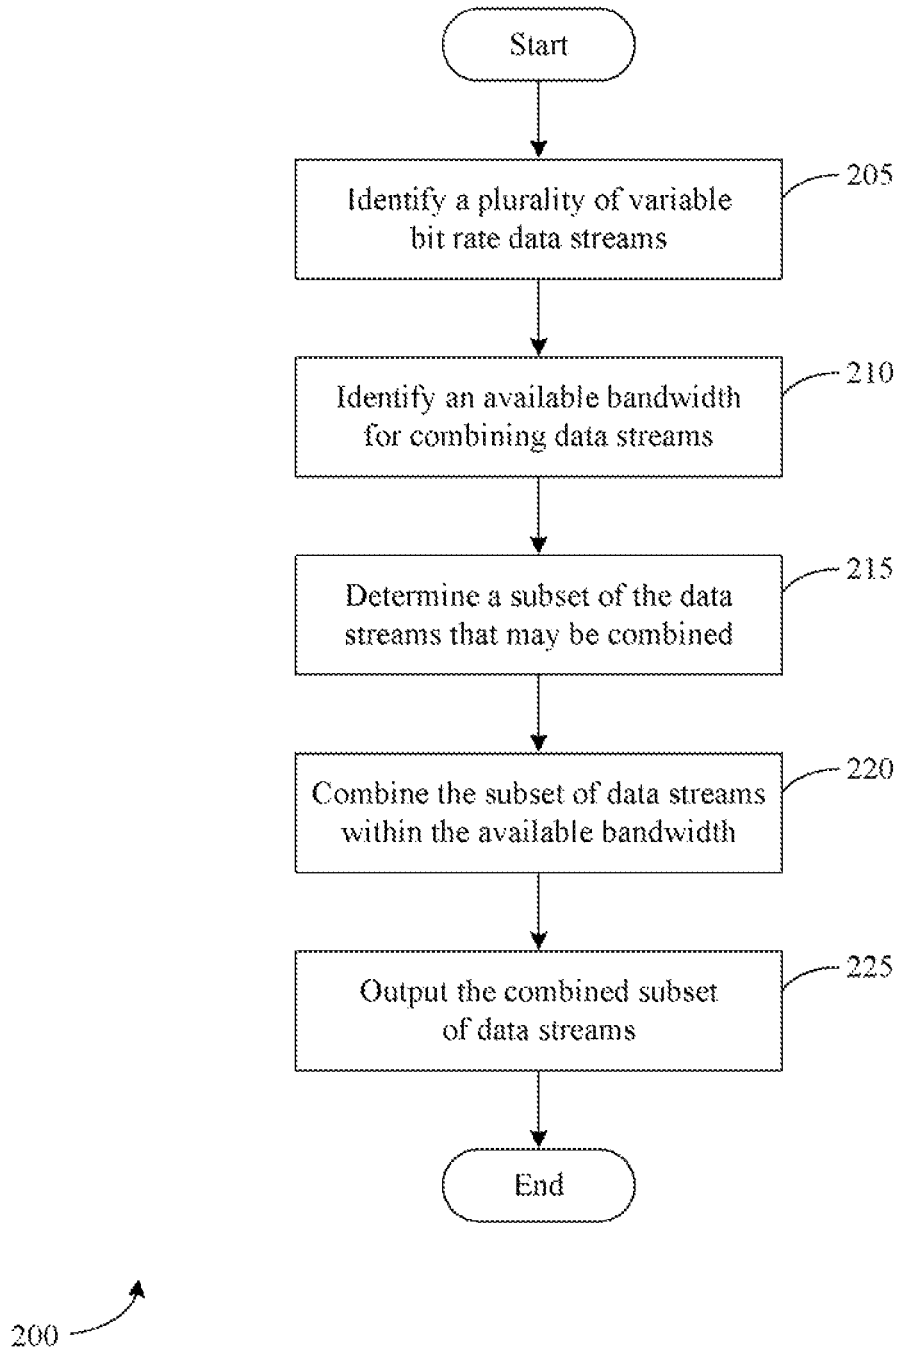 Start
205
Identify a plurality of variable
bit rate data streams
210
Identify an available bandwidth
for combining data streams
215
Determine a subset of the data
streams that may be combined
220
Combine the subset of data streams
within the available bandwidth
225
Output the combined subset
of data streams
End
200